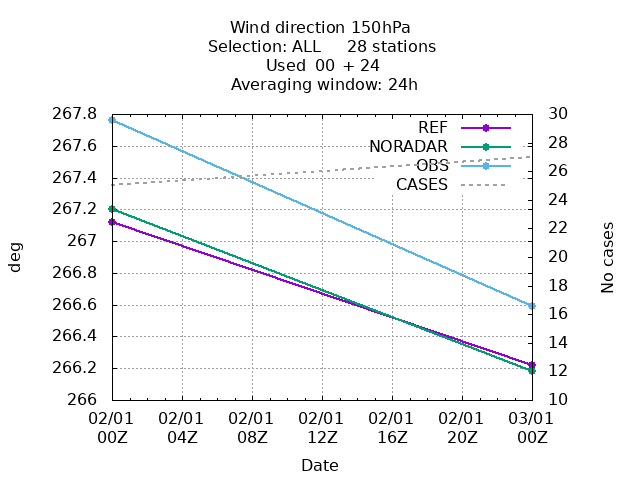 Wind direction 150hPa
Selection: ALL     28 stations
Used  00  + 24
Averaging window: 24h
267.8
267.6
267.4
267.2
267
266.8
266.6
266.4
266.2
266
deg
30
28
26
24
22
20
18
16
14
12
10
No cases
REF
NORADAR
OBS
CASES
02/01 02/01 02/01 02/01 02/01 02/01 03/01
00Z 04Z 08Z 12Z 16Z 20Z 00Z
Date